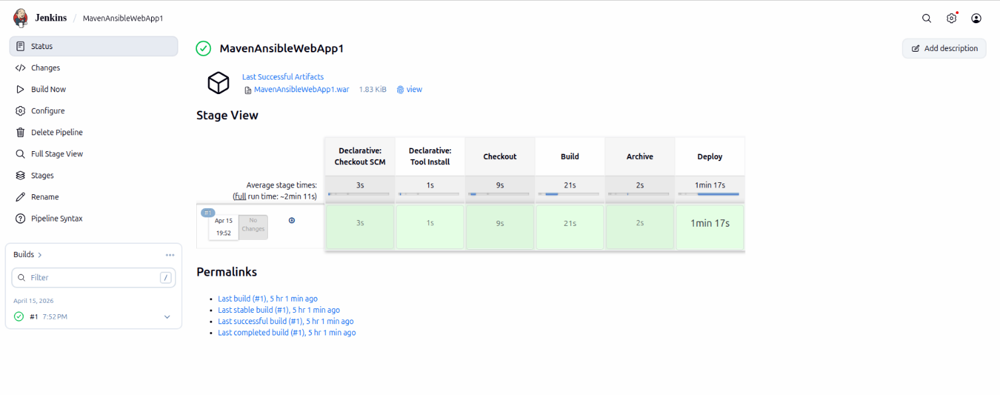 Jenkins / MavenAnsibleWebApp1
Status
Changes
Build Now
Configure
Delete Pipeline
Full Stage View
Stages
Rename
Pipeline Syntax
Builds
Filter /
April 15, 2026
#1 7:52 PM
MavenAnsibleWebApp1
Add description
Last Successful Artifacts
MavenAnsibleWebApp1.war 1.83 KiB view
Stage View
Declarative: Checkout SCM
Declarative: Tool Install
Checkout
Build
Archive
Deploy
Average stage times:
(full run time: ~2min 11s)
3s 1s 9s 21s 2s 1min 17s
#1
Apr 15
19:52
No
Changes
3s 1s 9s 21s 2s 1min 17s
Permalinks
Last build (#1), 5 hr 1 min ago
Last stable build (#1), 5 hr 1 min ago
Last successful build (#1), 5 hr 1 min ago
Last completed build (#1), 5 hr 1 min ago